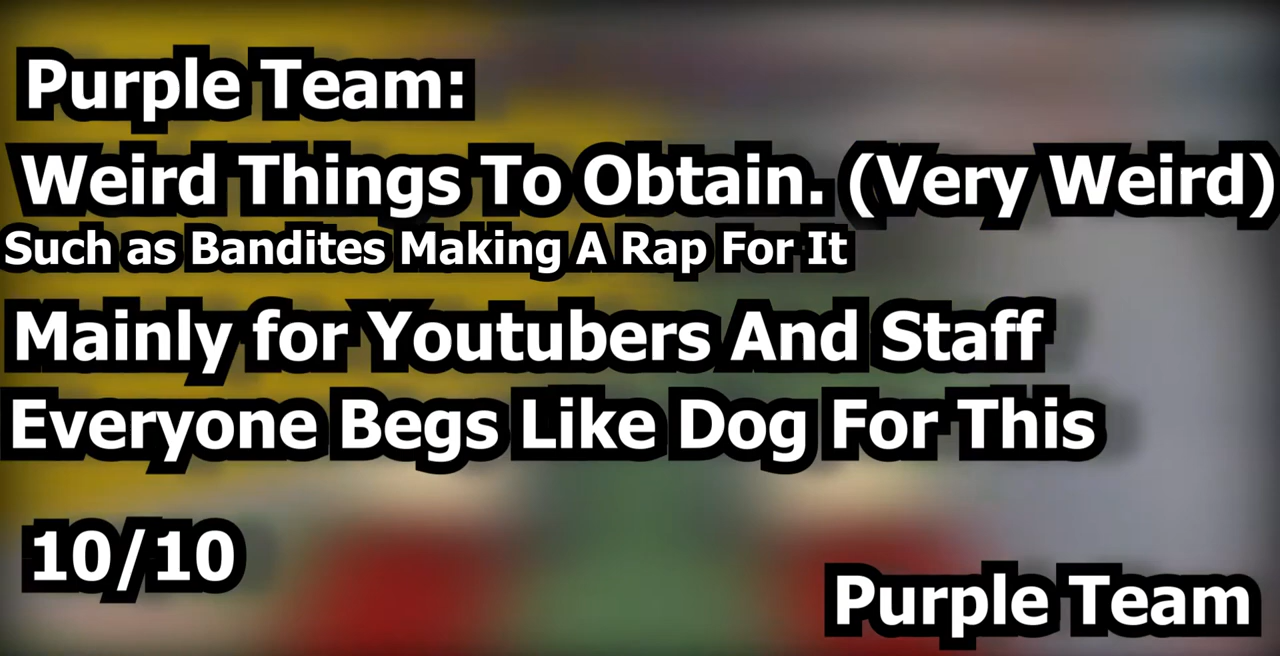 Purple Team:
Weird Things To Obtain. (Very Weird)
Such as Bandites Making A Rap For It
Mainly for Youtubers And Staff
Everyone Begs Like Dog For This
10/10
Purple Team